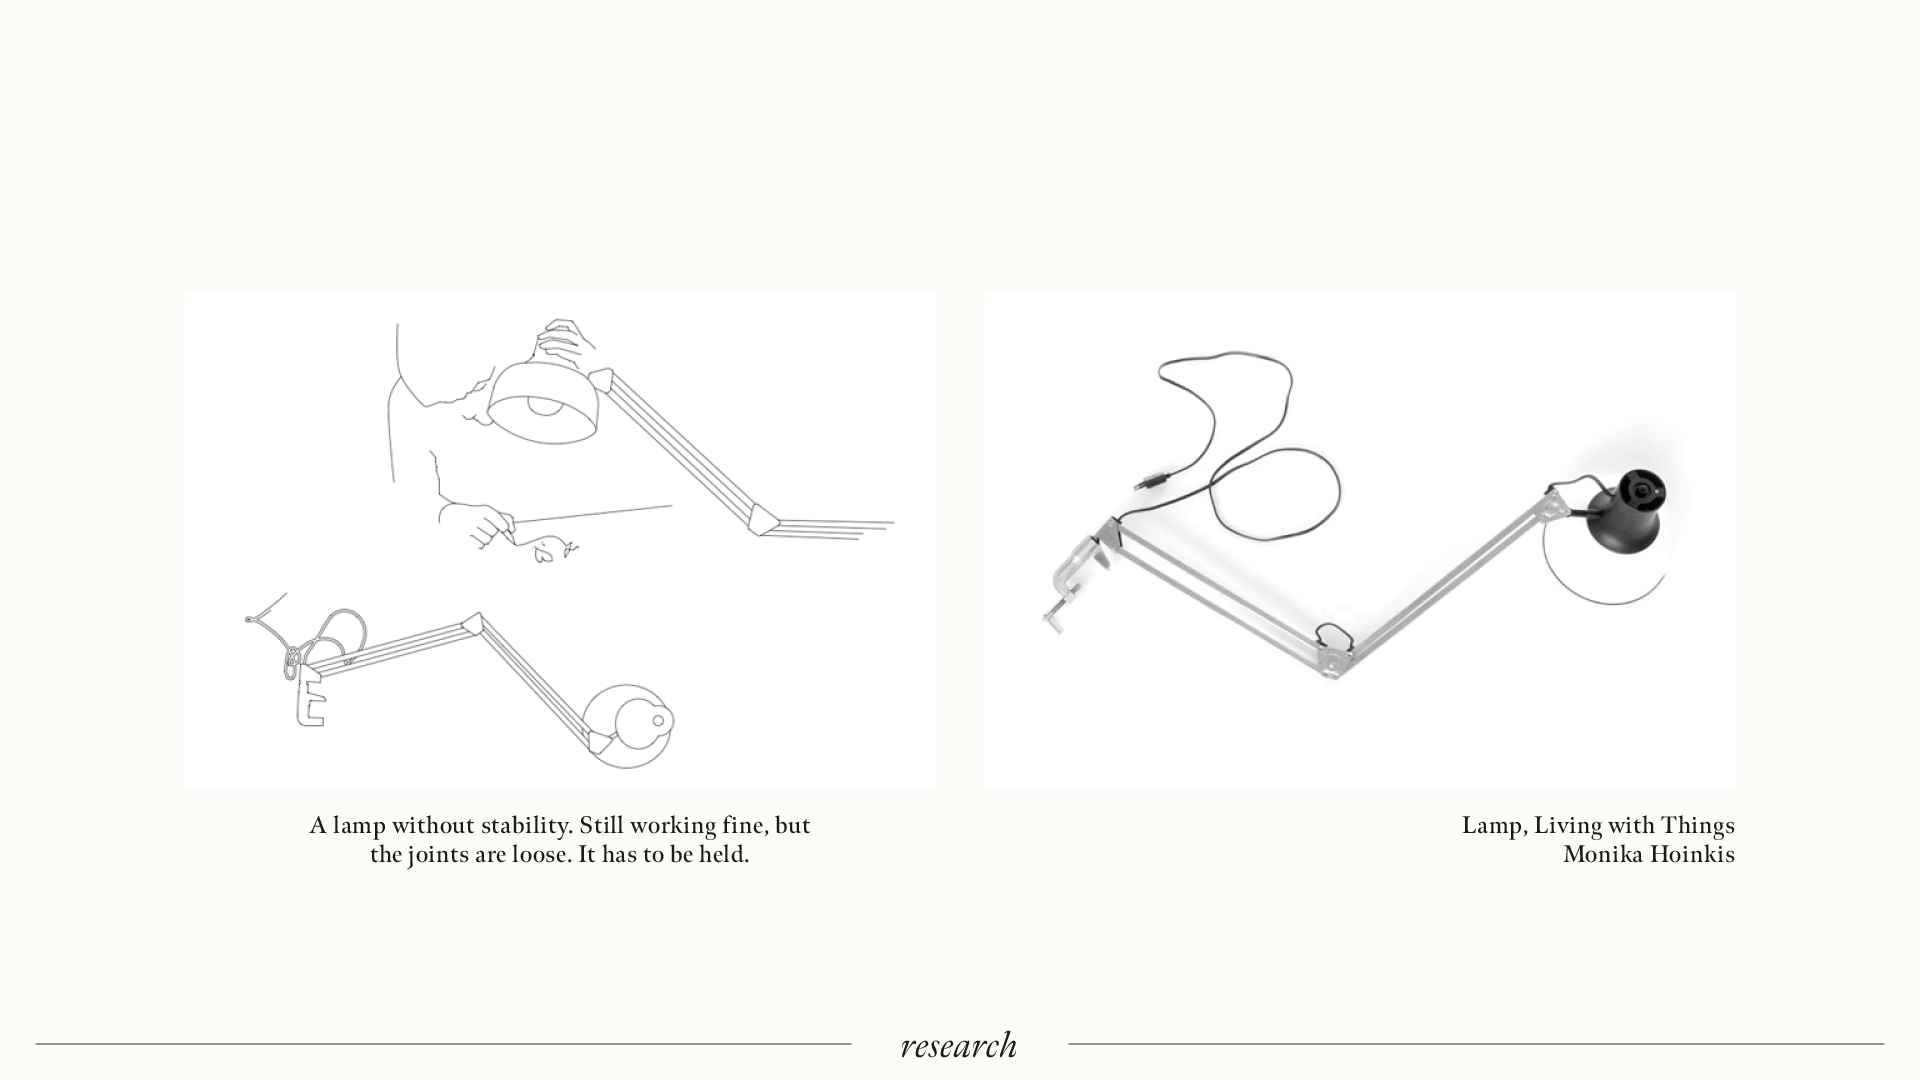 A lamp without stability. Still working fine, but
the joints are loose. It has to be held.
Lamp, Living with Things
Monika Hoinkis
research